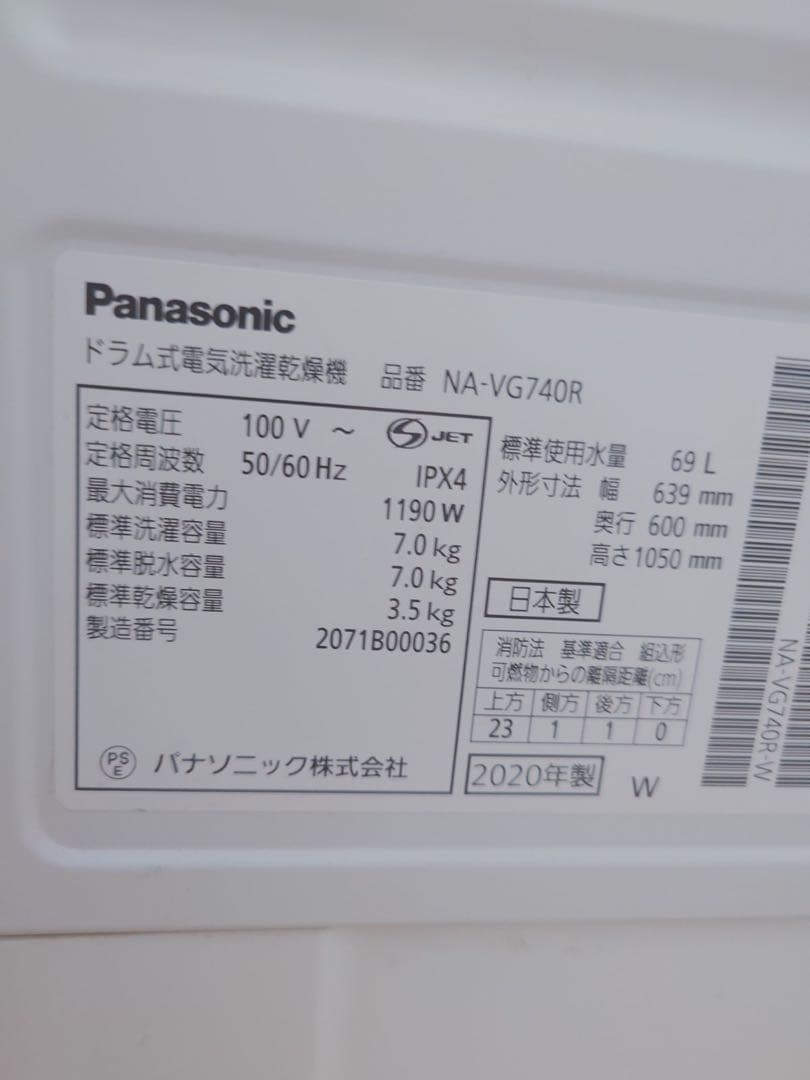 Panasonic
ドラム式電気洗濯乾燥機 品番 NA-VG740R
定格電圧 100 V ～ S JET
定格周波数 50/60 Hz IPX4
最大消費電力 1190 W
標準洗濯容量 7.0 kg
標準脱水容量 7.0 kg
標準乾燥容量 3.5 kg
製造番号 2071B00036
PS E パナソニック株式会社
標準使用水量 69 L
外形寸法 幅 639 mm
奥行 600 mm
高さ 1050 mm
日本製
消防法 基準適合 組込形
可燃物からの離隔距離(cm)
上方 側方 後方 下方
23 1 1 0
2020年製 W
NA-VG740R-W